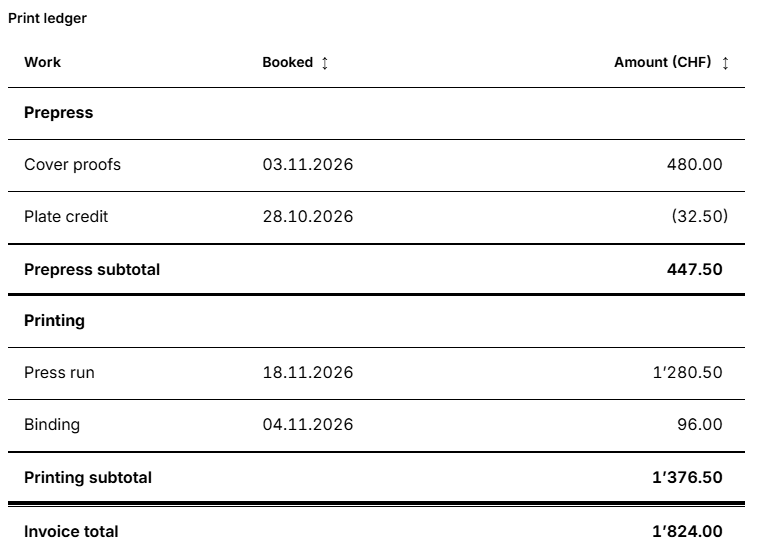 Print ledger
Work Booked ↕ Amount (CHF) ↕
Prepress
Cover proofs 03.11.2026 480.00
Plate credit 28.10.2026 (32.50)
Prepress subtotal 447.50
Printing
Press run 18.11.2026 1’280.50
Binding 04.11.2026 96.00
Printing subtotal 1’376.50
Invoice total 1’824.00